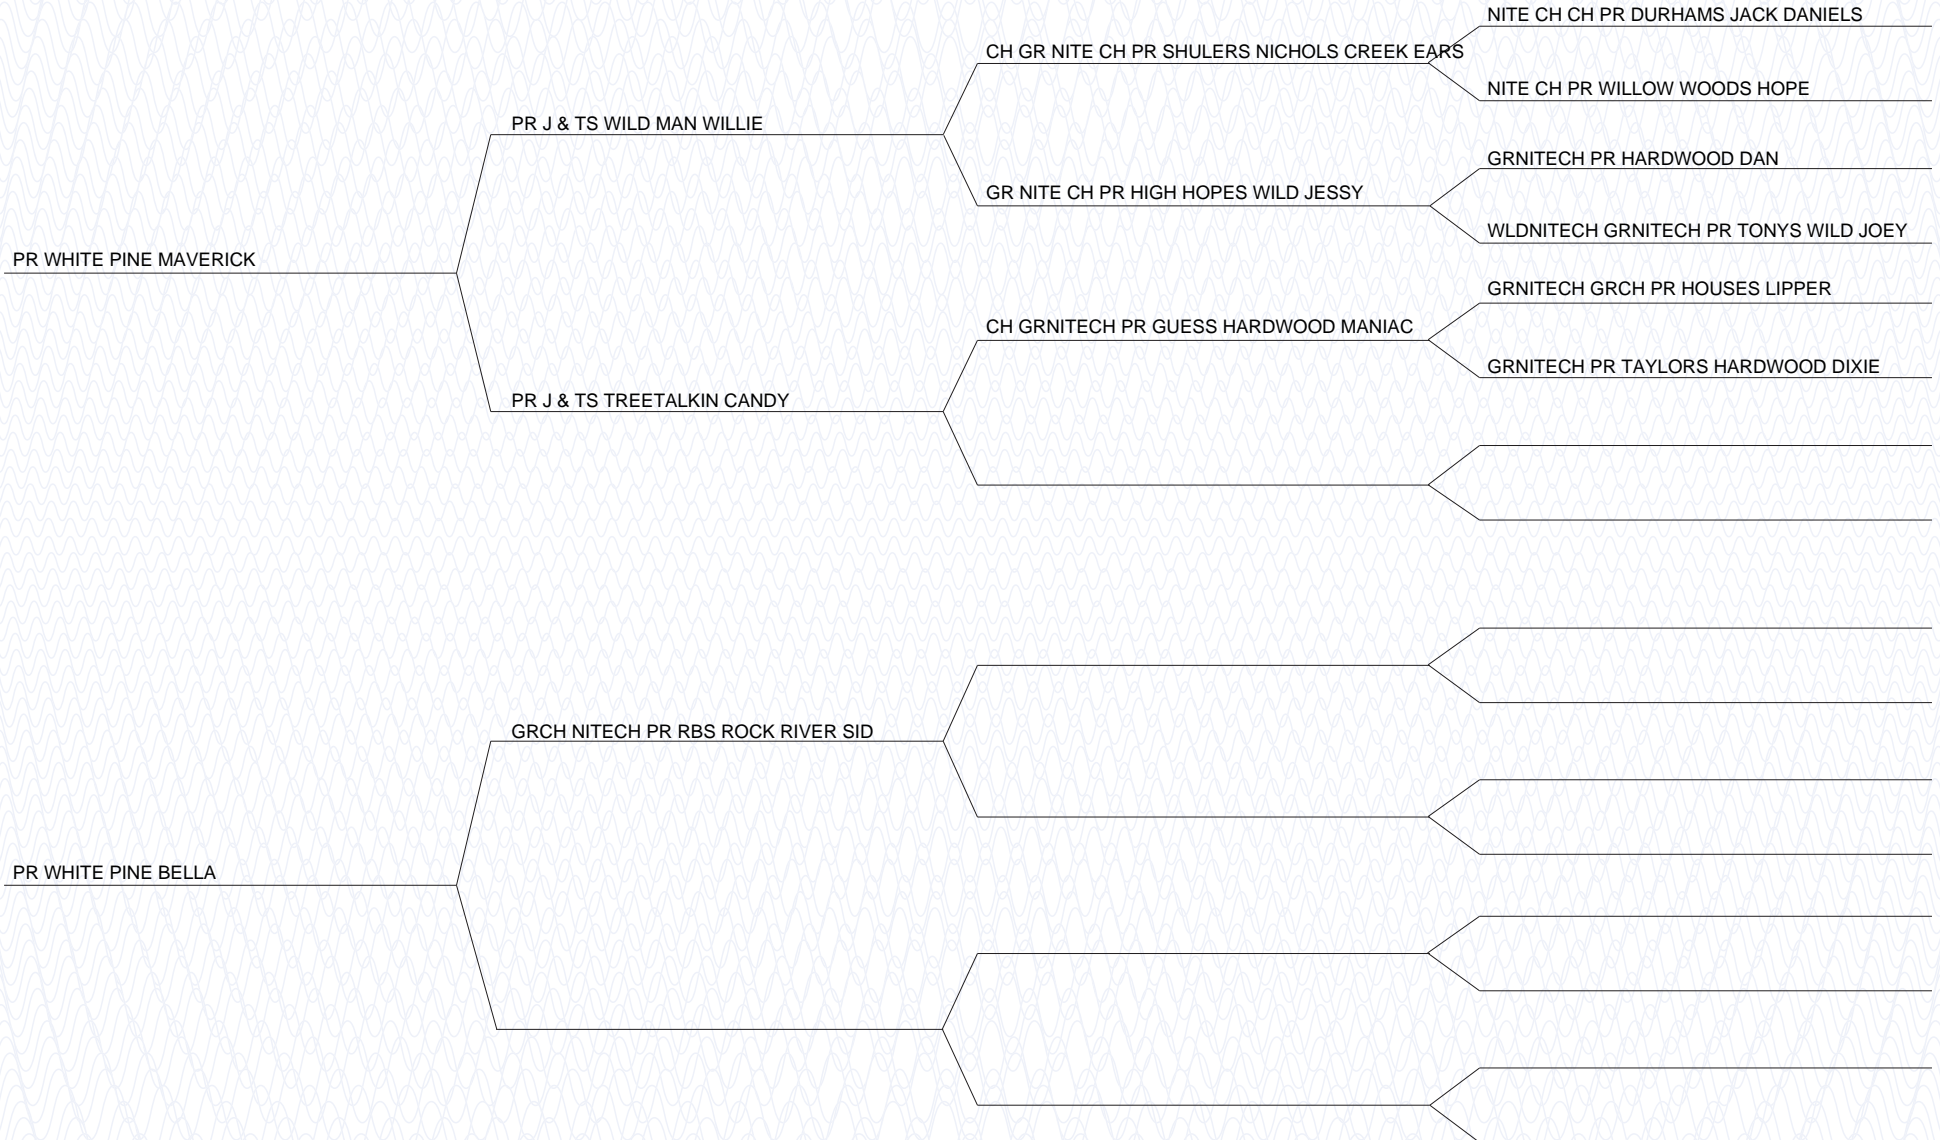 NITE CH CH PR DURHAMS JACK DANIELS
CH GR NITE CH PR SHULERS NICHOLS CREEK EARS
NITE CH PR WILLOW WOODS HOPE
PR J & TS WILD MAN WILLIE
GRNITECH PR HARDWOOD DAN
GR NITE CH PR HIGH HOPES WILD JESSY
WLDNITECH GRNITECH PR TONYS WILD JOEY
PR WHITE PINE MAVERICK
GRNITECH GRCH PR HOUSES LIPPER
CH GRNITECH PR GUESS HARDWOOD MANIAC
GRNITECH PR TAYLORS HARDWOOD DIXIE
PR J & TS TREETALKIN CANDY
GRCH NITECH PR RBS ROCK RIVER SID
PR WHITE PINE BELLA